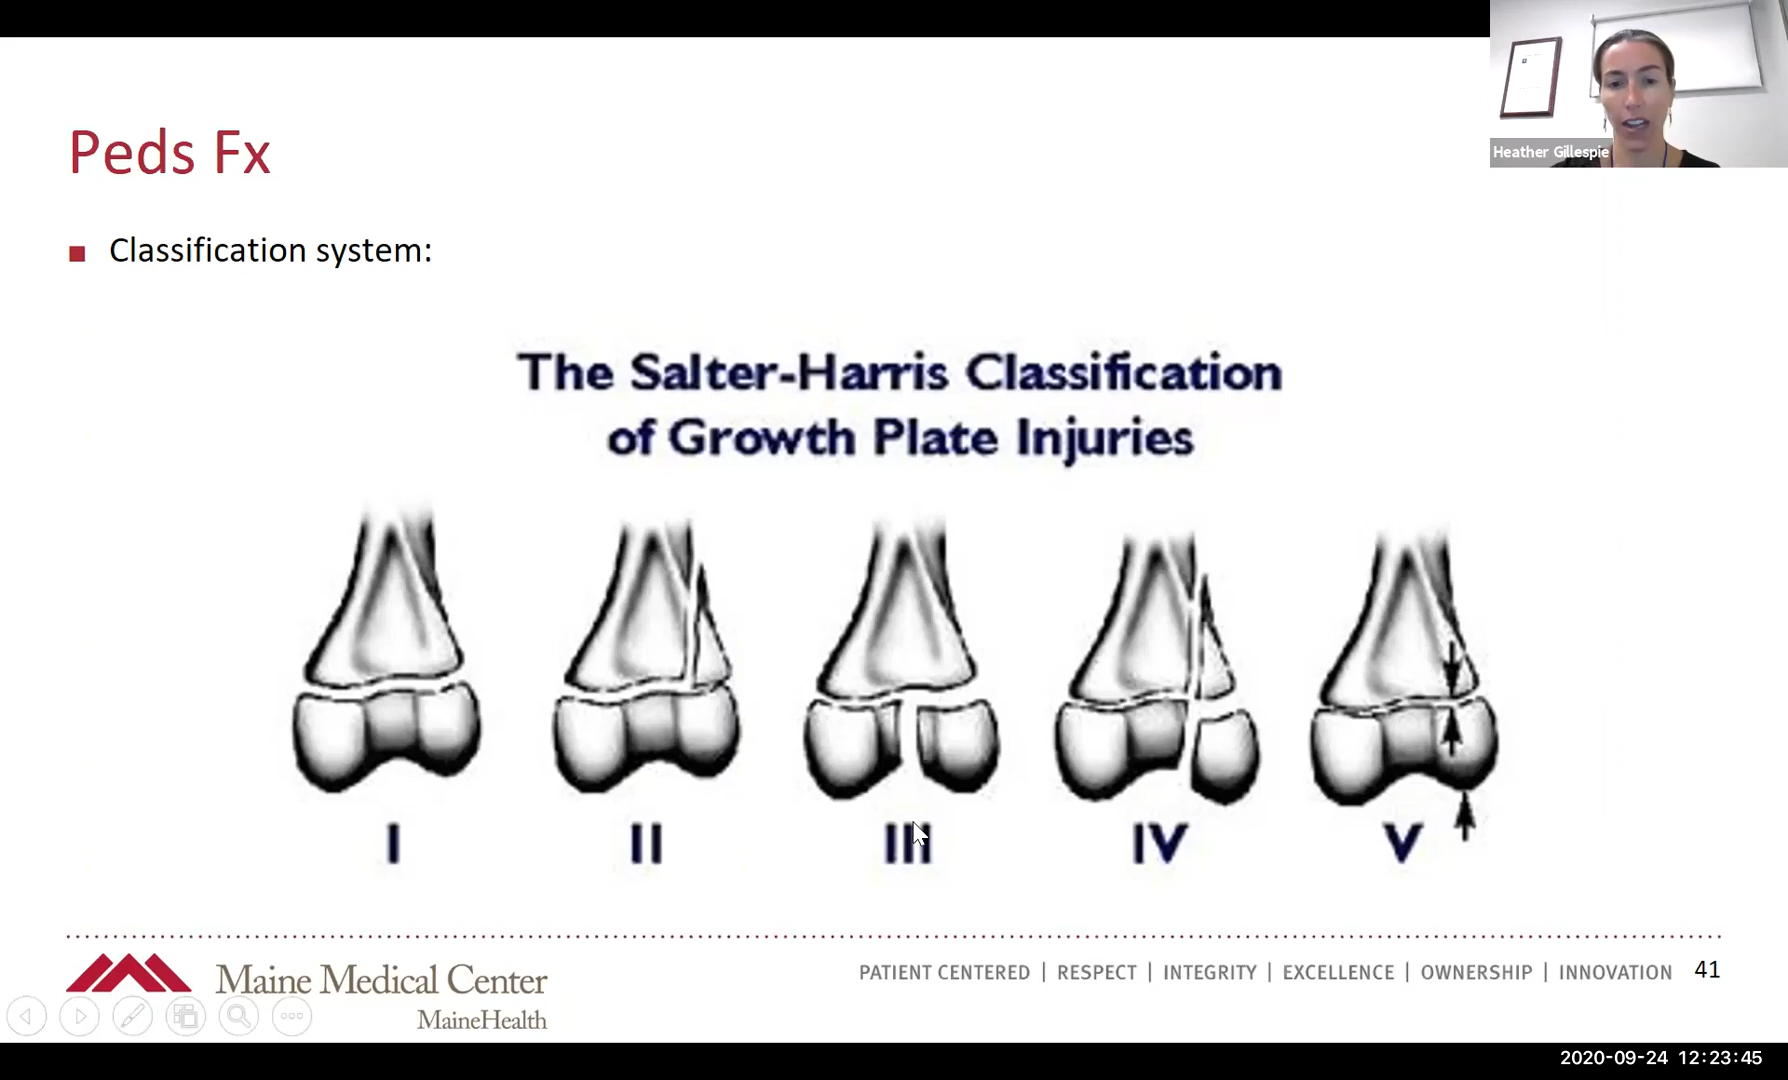 Heather Gillespie
Peds Fx
Classification system:
The Salter-Harris Classification
of Growth Plate Injuries
I II III IV V
Maine Medical Center
MaineHealth
PATIENT CENTERED | RESPECT | INTEGRITY | EXCELLENCE | OWNERSHIP | INNOVATION 41
2020-09-24 12:23:45